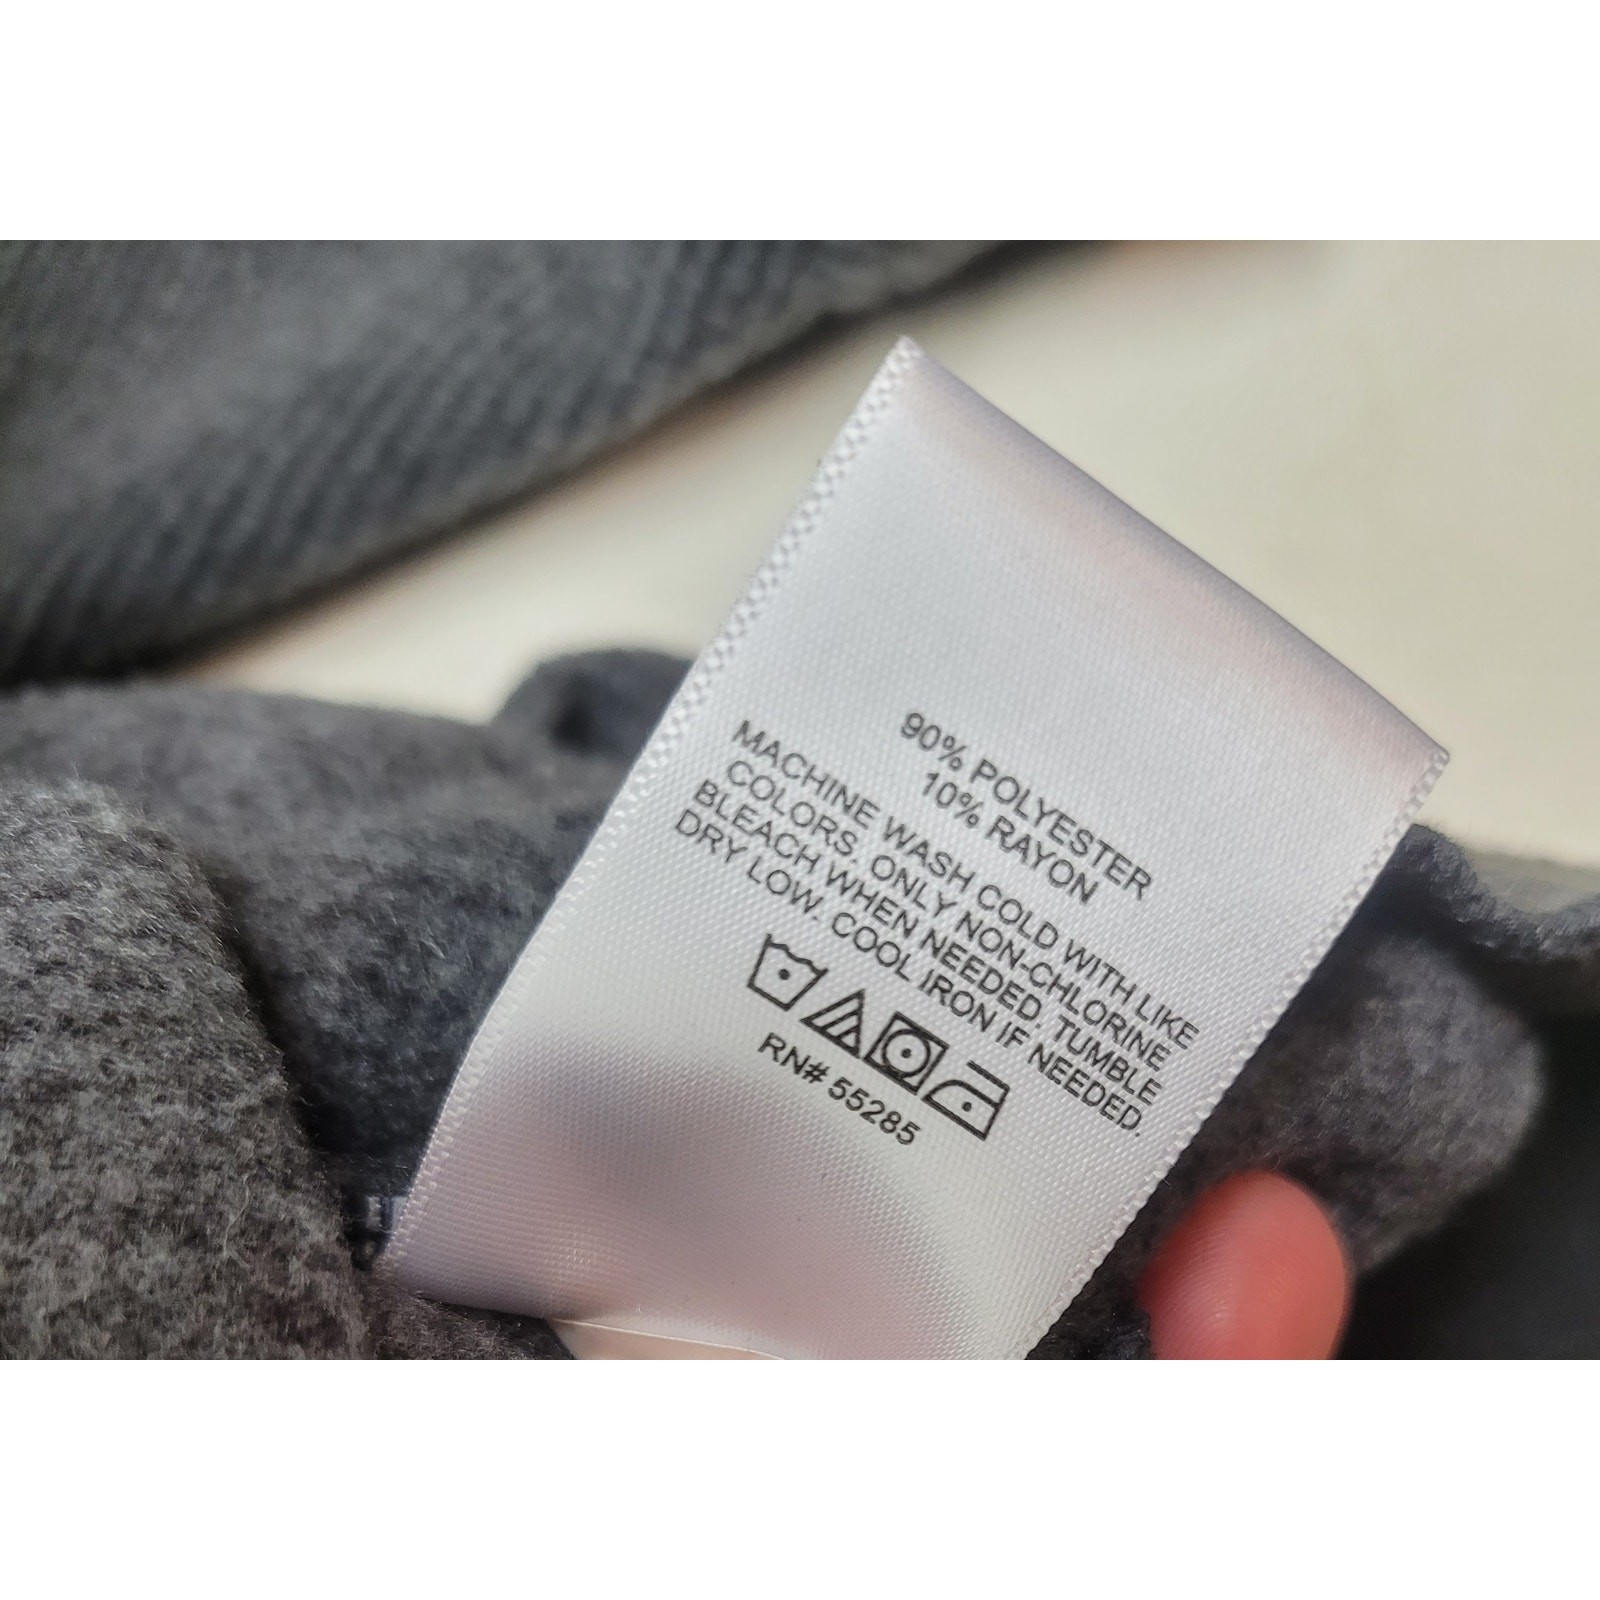 90% POLYESTER
10% RAYON
MACHINE WASH COLD WITH LIKE
COLORS. ONLY NON-CHLORINE
BLEACH WHEN NEEDED. TUMBLE
DRY LOW. COOL IRON IF NEEDED.
RN# 55285